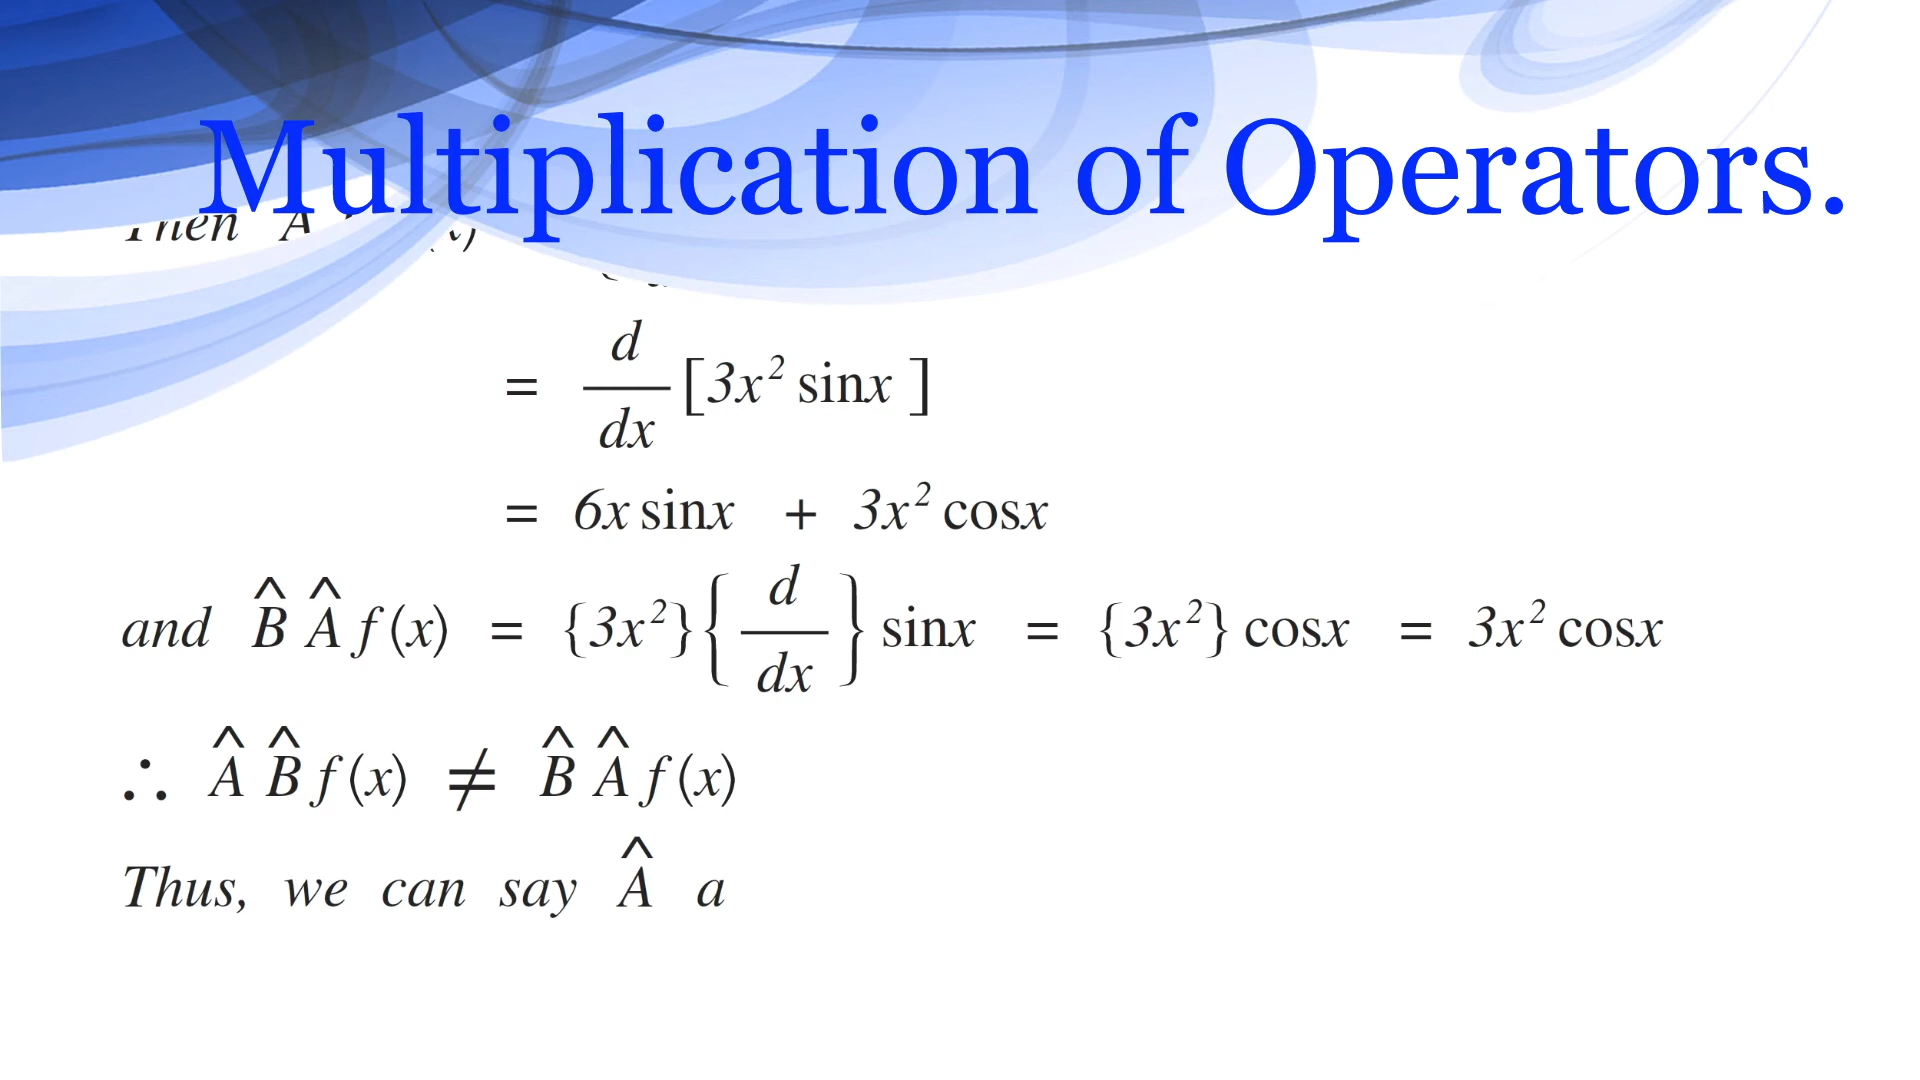 Multiplication of Operators.
Then A
= d/dx [3x² sinx ]
= 6x sinx + 3x² cosx
and B̂ Â f(x) = {3x²}{d/dx} sinx = {3x²} cosx = 3x² cosx
∴ Â B̂ f(x) ≠ B̂ Â f(x)
Thus, we can say Â a